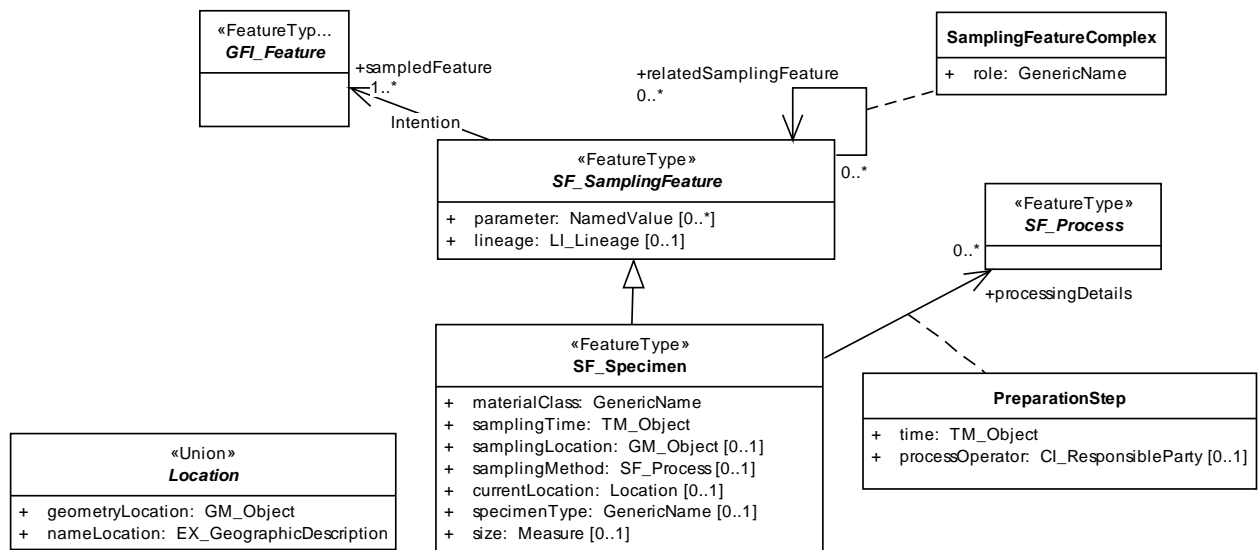 «FeatureTyp...
GFI_Feature
+sampledFeature
1..*
Intention
+relatedSamplingFeature
0..*
0..*
SamplingFeatureComplex
+ role: GenericName
«FeatureType»
SF_SamplingFeature
+ parameter: NamedValue [0..*]
+ lineage: LI_Lineage [0..1]
«FeatureType»
SF_Process
0..*
+processingDetails
«FeatureType»
SF_Specimen
+ materialClass: GenericName
+ samplingTime: TM_Object
+ samplingLocation: GM_Object [0..1]
+ samplingMethod: SF_Process [0..1]
+ currentLocation: Location [0..1]
+ specimenType: GenericName [0..1]
+ size: Measure [0..1]
PreparationStep
+ time: TM_Object
+ processOperator: CI_ResponsibleParty [0..1]
«Union»
Location
+ geometryLocation: GM_Object
+ nameLocation: EX_GeographicDescription